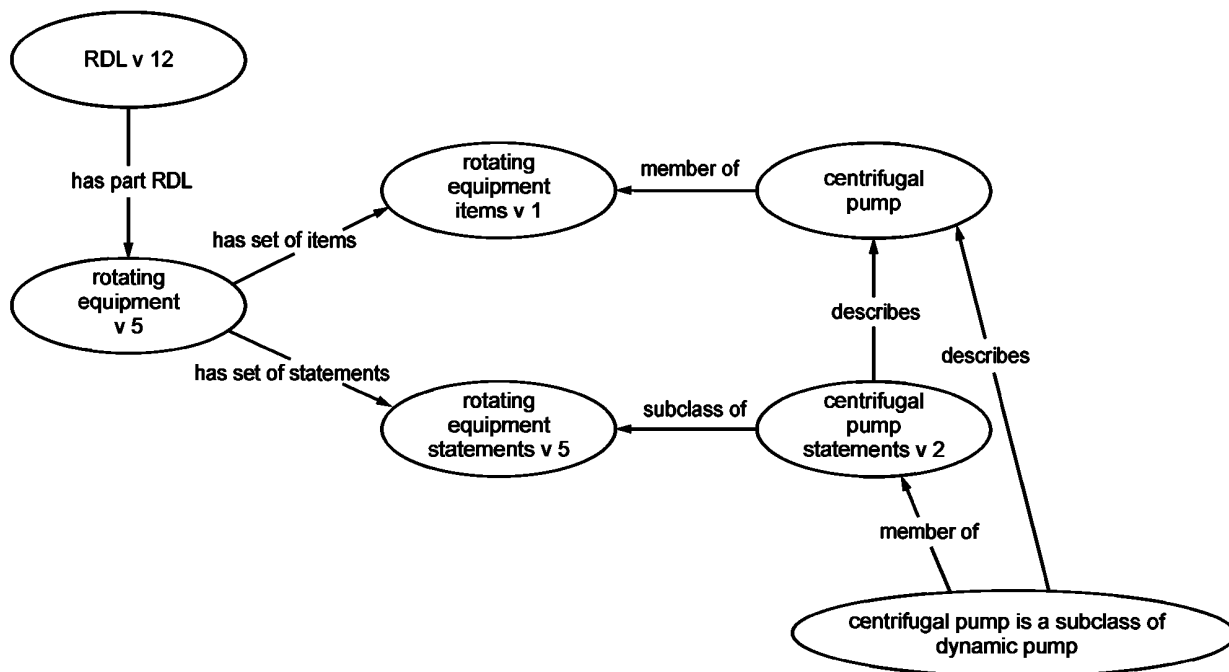 RDL v 12
has part RDL
rotating
equipment
v 5
has set of items
has set of statements
rotating
equipment
items v 1
member of
centrifugal
pump
describes
describes
rotating
equipment
statements v 5
subclass of
centrifugal
pump
statements v 2
member of
centrifugal pump is a subclass of
dynamic pump